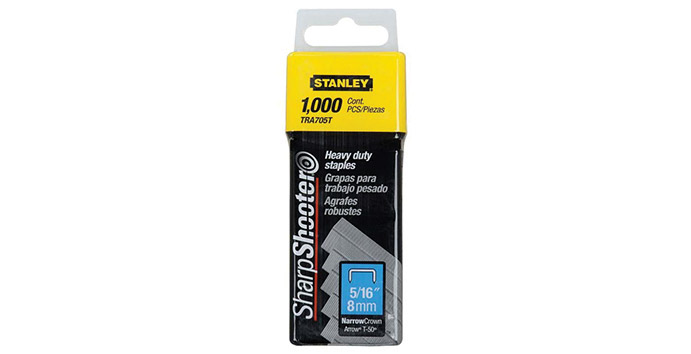 STANLEY
1,000 Cont.
PCS/Piezas
TRA705T
Heavy duty
staples
Grapas para
trabajo pesado
Agrafes
robustes
SharpShooter
5/16"
8mm
NarrowCrown
Arrow® T-50®